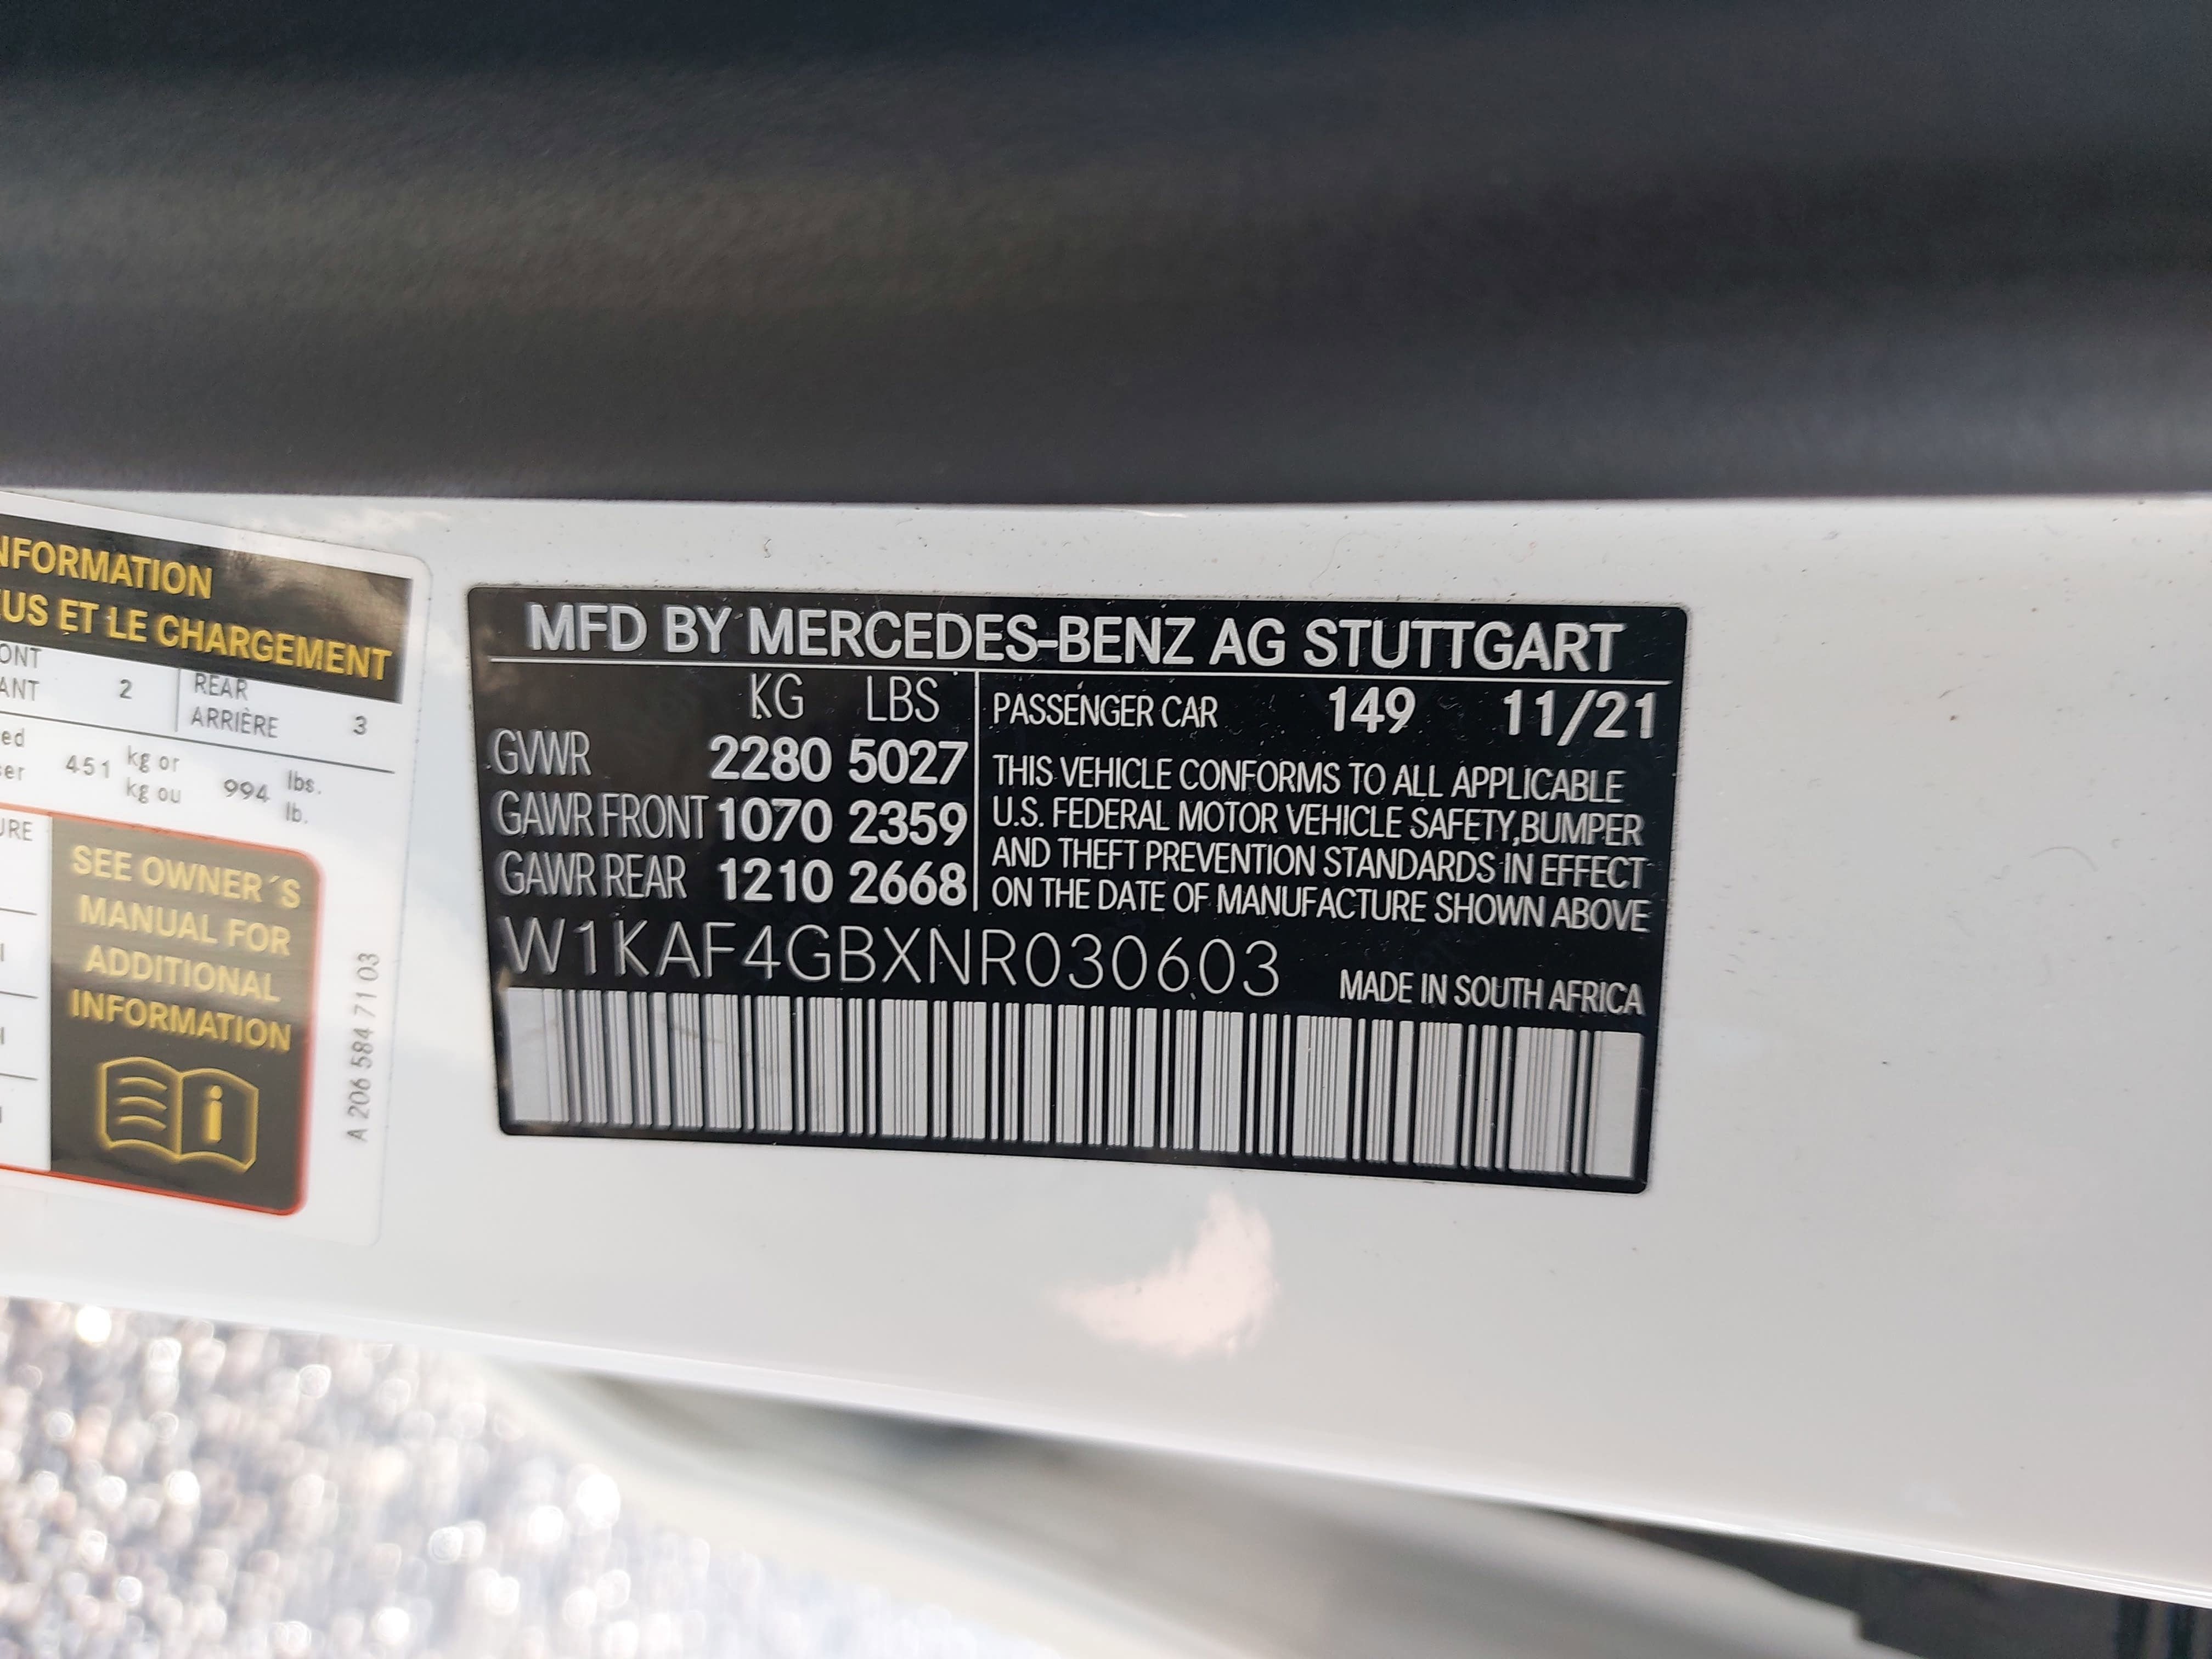 NFORMATION
EUS ET LE CHARGEMENT
ONT
ANT 2
REAR
ARRIÈRE 3
ed
ser 451 kg or
kg ou 994 lbs.
lb.
URE
SEE OWNER´S
MANUAL FOR
ADDITIONAL
INFORMATION
i
A 206 584 71 03
MFD BY MERCEDES-BENZ AG STUTTGART
KG LBS
GVWR 2280 5027
GAWR FRONT 1070 2359
GAWR REAR 1210 2668
PASSENGER CAR 149 11/21
THIS VEHICLE CONFORMS TO ALL APPLICABLE
U.S. FEDERAL MOTOR VEHICLE SAFETY,BUMPER
AND THEFT PREVENTION STANDARDS IN EFFECT
ON THE DATE OF MANUFACTURE SHOWN ABOVE
W1KAF4GBXNR030603
MADE IN SOUTH AFRICA